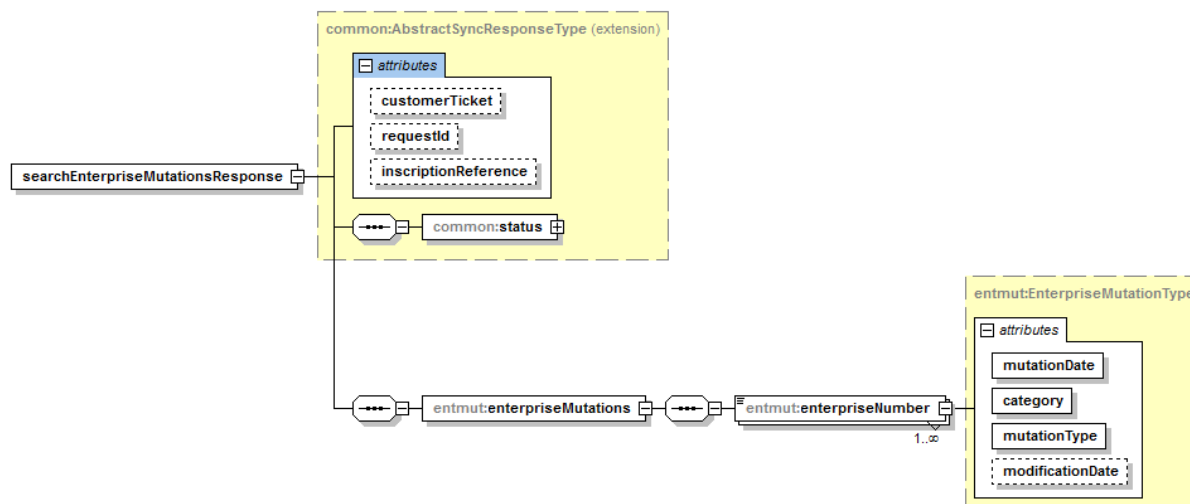 common:AbstractSyncResponseType (extension)
attributes
customerTicket
requestId
inscriptionReference
searchEnterpriseMutationsResponse
common:status
entmut:EnterpriseMutationType
attributes
mutationDate
category
mutationType
modificationDate
entmut:enterpriseMutations
entmut:enterpriseNumber
1..∞